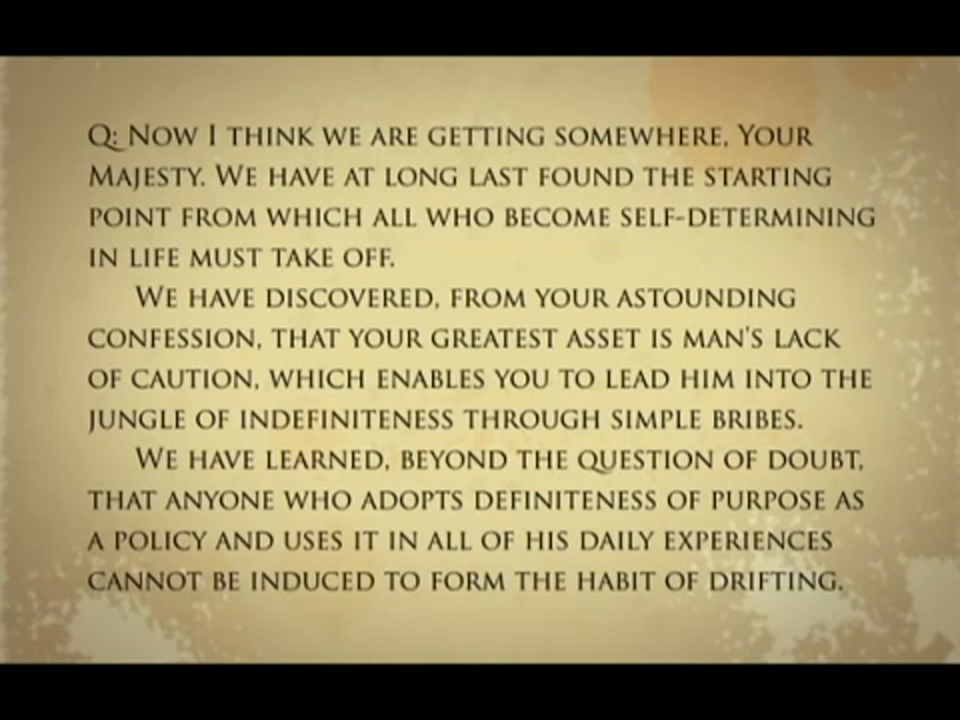 Q: Now I think we are getting somewhere, Your
Majesty. We have at long last found the starting
point from which all who become self-determining
in life must take off.
We have discovered, from your astounding
confession, that your greatest asset is man's lack
of caution, which enables you to lead him into the
jungle of indefiniteness through simple bribes.
We have learned, beyond the question of doubt,
that anyone who adopts definiteness of purpose as
a policy and uses it in all of his daily experiences
cannot be induced to form the habit of drifting.